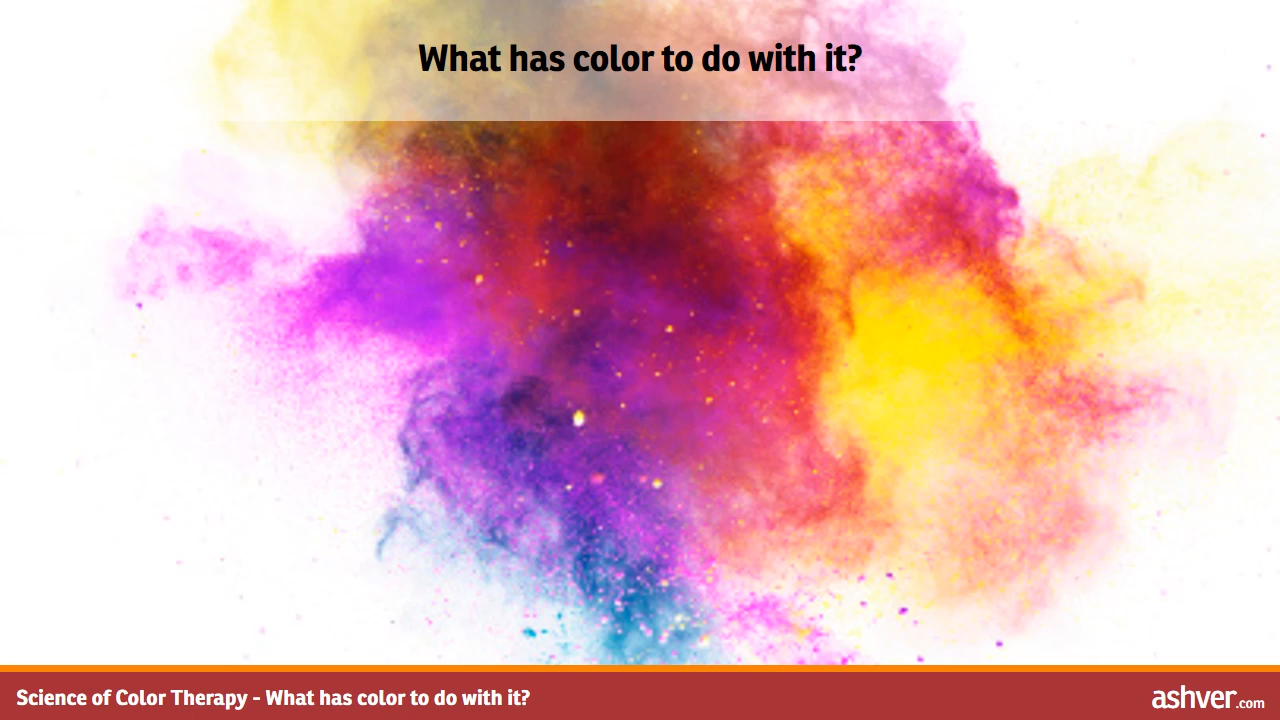 What has color to do with it?
Science of Color Therapy - What has color to do with it?
ashver.com